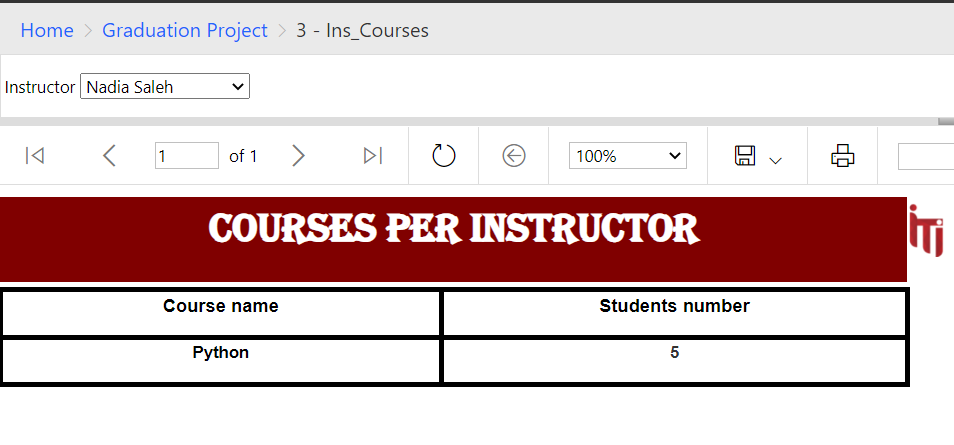 Home > Graduation Project > 3 - Ins_Courses
Instructor Nadia Saleh
1 of 1 100%
COURSES PER INSTRUCTOR
iTi
Course name Students number
Python 5